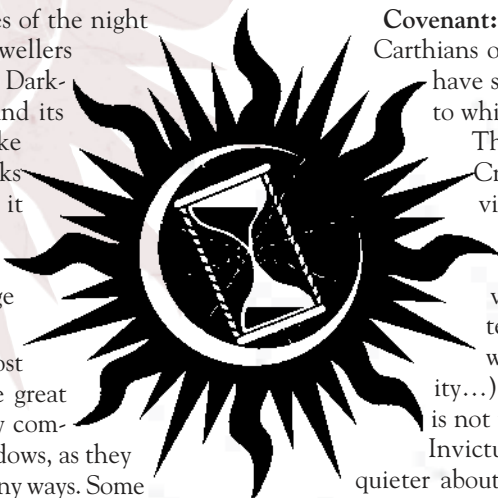 es of the night
wellers
Dark-
nd its
ke
ks
it
ge
ost
e great
y com-
dows, as they
ny ways. Some
Covenant:
Carthians o
have s
to whi
Th
Cr
vi
v
te
w
ity…)
is not
Invictu
quieter about